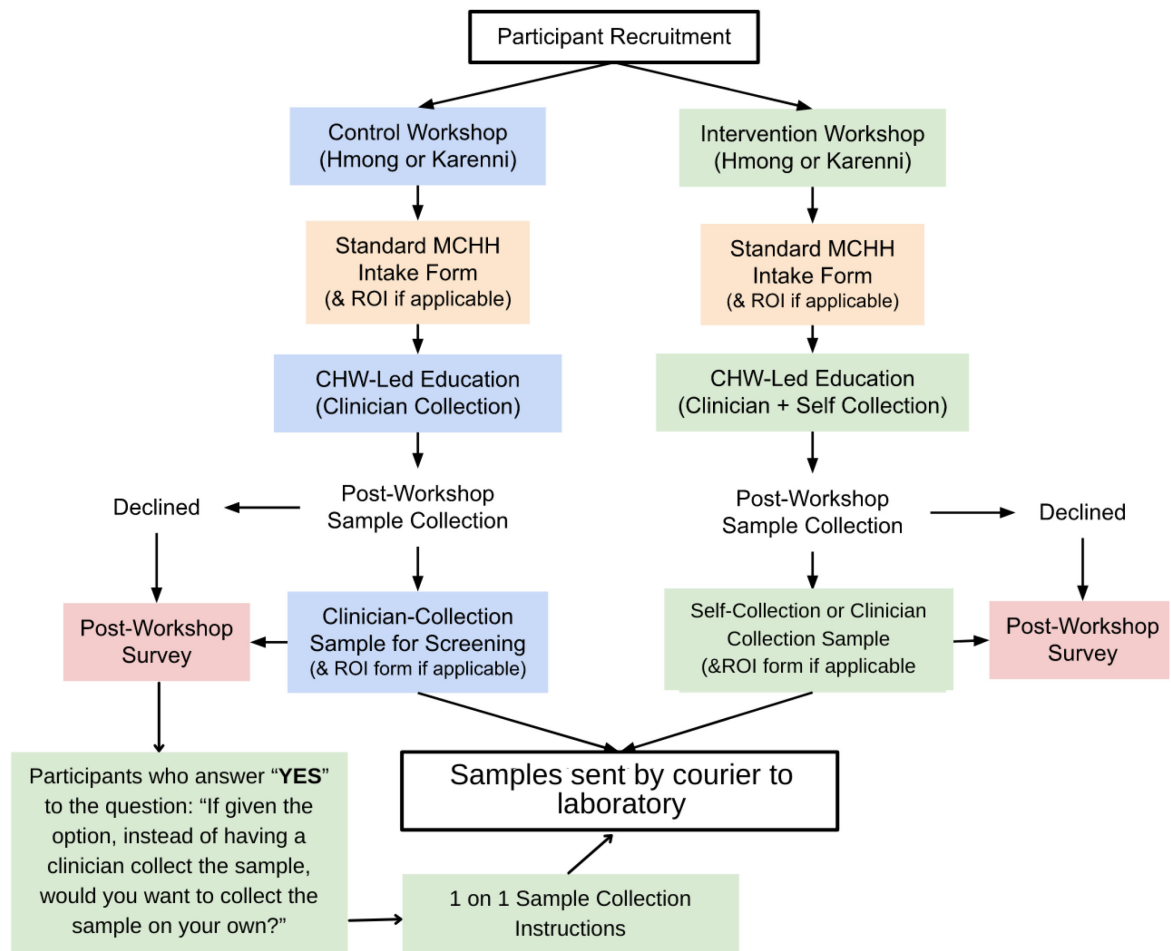 Participant Recruitment
Control Workshop
(Hmong or Karenni)
Intervention Workshop
(Hmong or Karenni)
Standard MCHH
Intake Form
(& ROI if applicable)
Standard MCHH
Intake Form
(& ROI if applicable)
CHW-Led Education
(Clinician Collection)
CHW-Led Education
(Clinician + Self Collection)
Declined
Post-Workshop
Sample Collection
Post-Workshop
Sample Collection
Declined
Post-Workshop
Survey
Clinician-Collection
Sample for Screening
(& ROI form if applicable)
Self-Collection or Clinician
Collection Sample
(&ROI form if applicable
Post-Workshop
Survey
Participants who answer “YES”
to the question: “If given the
option, instead of having a
clinician collect the sample,
would you want to collect the
sample on your own?”
Samples sent by courier to
laboratory
1 on 1 Sample Collection
Instructions